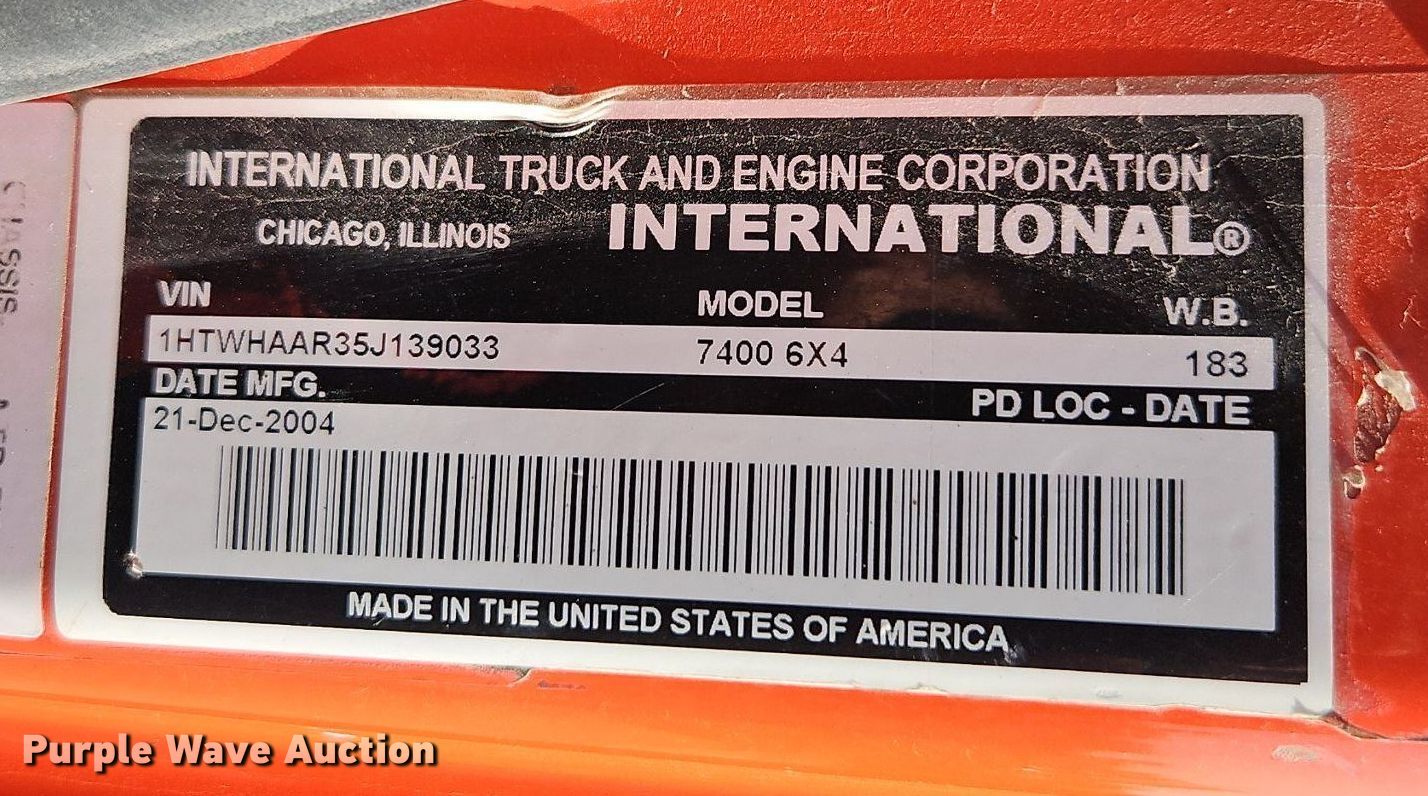 INTERNATIONAL TRUCK AND ENGINE CORPORATION
CHICAGO, ILLINOIS INTERNATIONAL®
VIN MODEL W.B.
1HTWHAAR35J139033 7400 6X4 183
DATE MFG. PD LOC - DATE
21-Dec-2004
MADE IN THE UNITED STATES OF AMERICA
CHASSIS
Purple Wave Auction